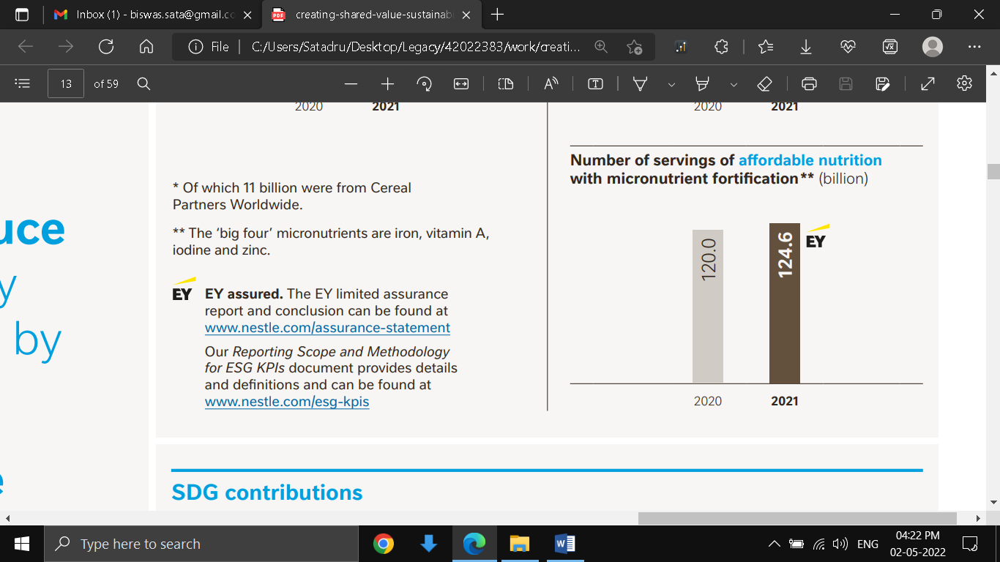 Inbox (1) - biswas.sata@gmail.co
creating-shared-value-sustainab
File
C:/Users/Satadru/Desktop/Legacy/42022383/work/creati...
13 of 59
2020 2021
2020 2021
uce
y
by
e
* Of which 11 billion were from Cereal
Partners Worldwide.
** The ‘big four’ micronutrients are iron, vitamin A,
iodine and zinc.
EY
EY assured. The EY limited assurance
report and conclusion can be found at
www.nestle.com/assurance-statement
Our Reporting Scope and Methodology
for ESG KPIs document provides details
and definitions and can be found at
www.nestle.com/esg-kpis
Number of servings of affordable nutrition
with micronutrient fortification** (billion)
120.0
124.6
EY
2020 2021
SDG contributions
Type here to search
ENG
04:22 PM
02-05-2022